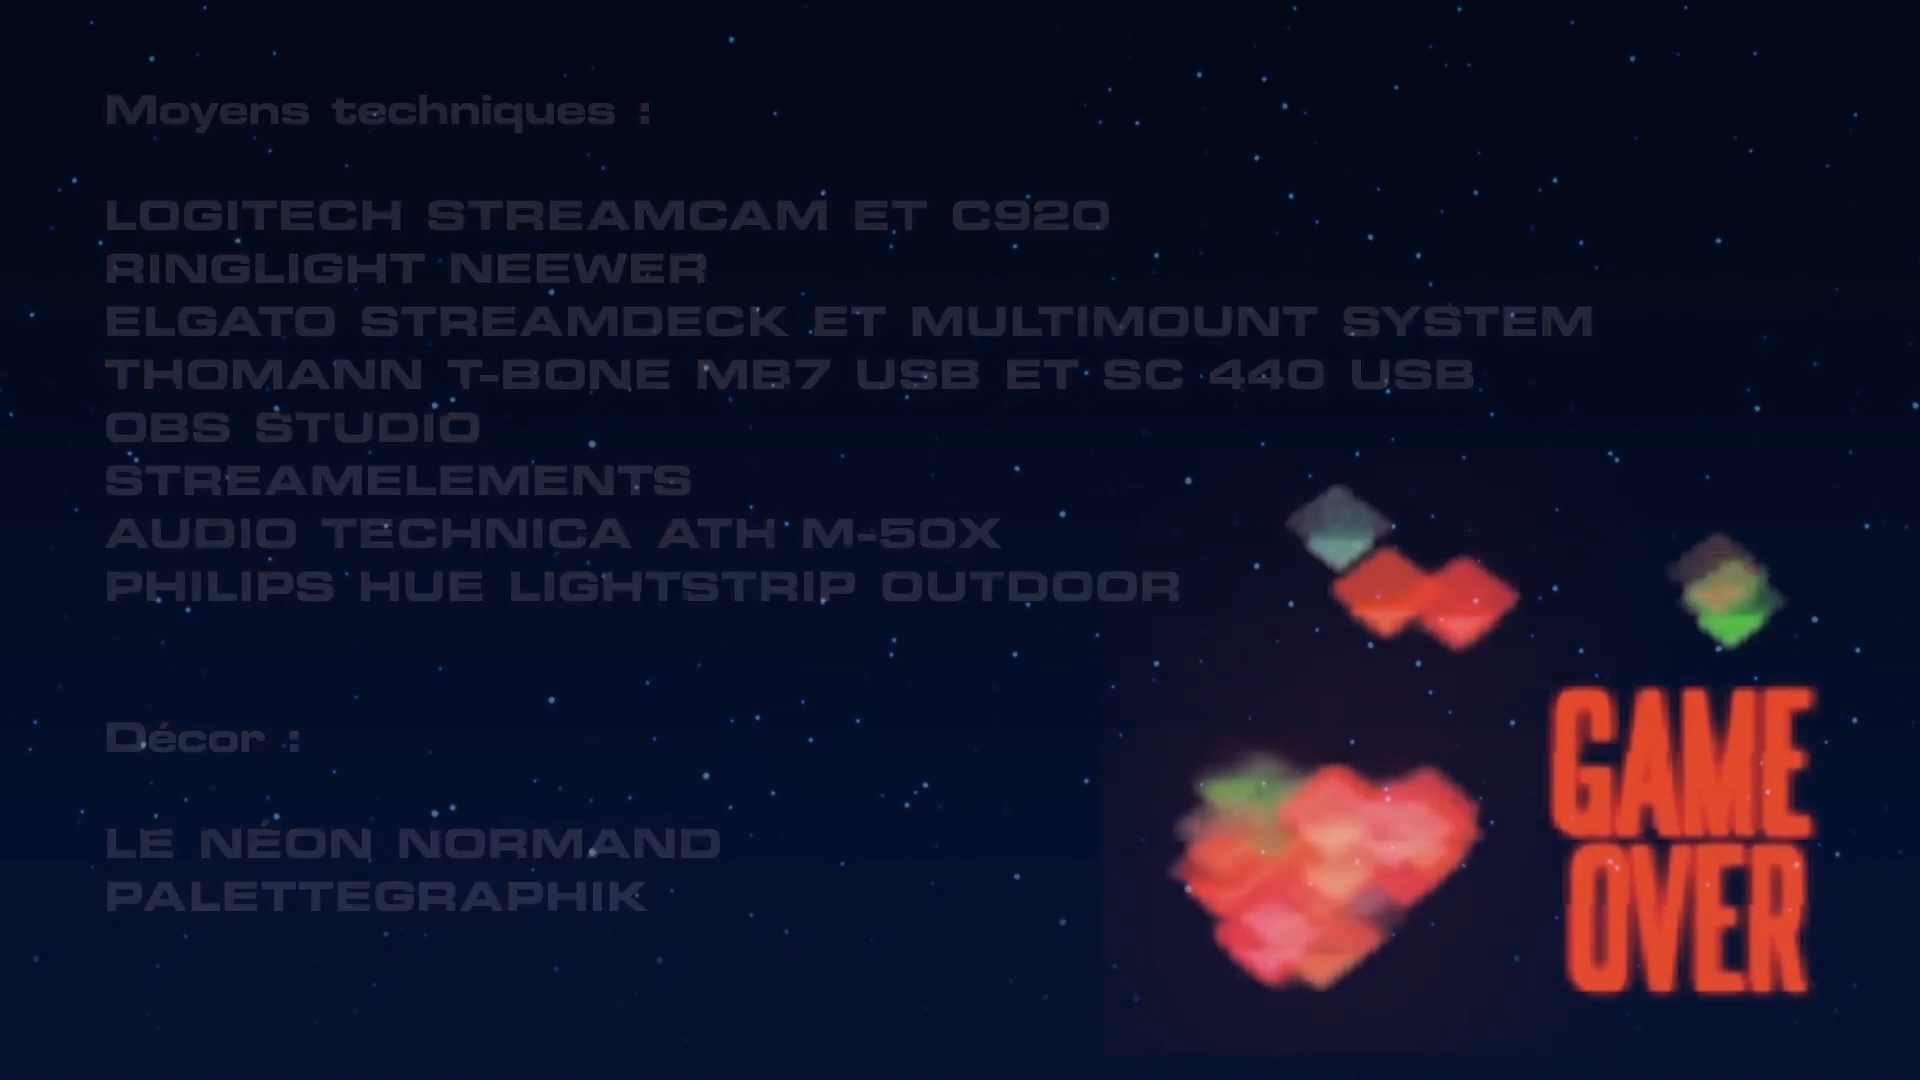 Moyens techniques :
LOGITECH STREAMCAM ET C920
RINGLIGHT NEEWER
ELGATO STREAMDECK ET MULTIMOUNT SYSTEM
THOMANN T-BONE MB7 USB ET SC 440 USB
OBS STUDIO
STREAMELEMENTS
AUDIO TECHNICA ATH M-50X
PHILIPS HUE LIGHTSTRIP OUTDOOR
Décor :
LE NÉON NORMAND
PALETTEGRAPHIK
GAME
OVER